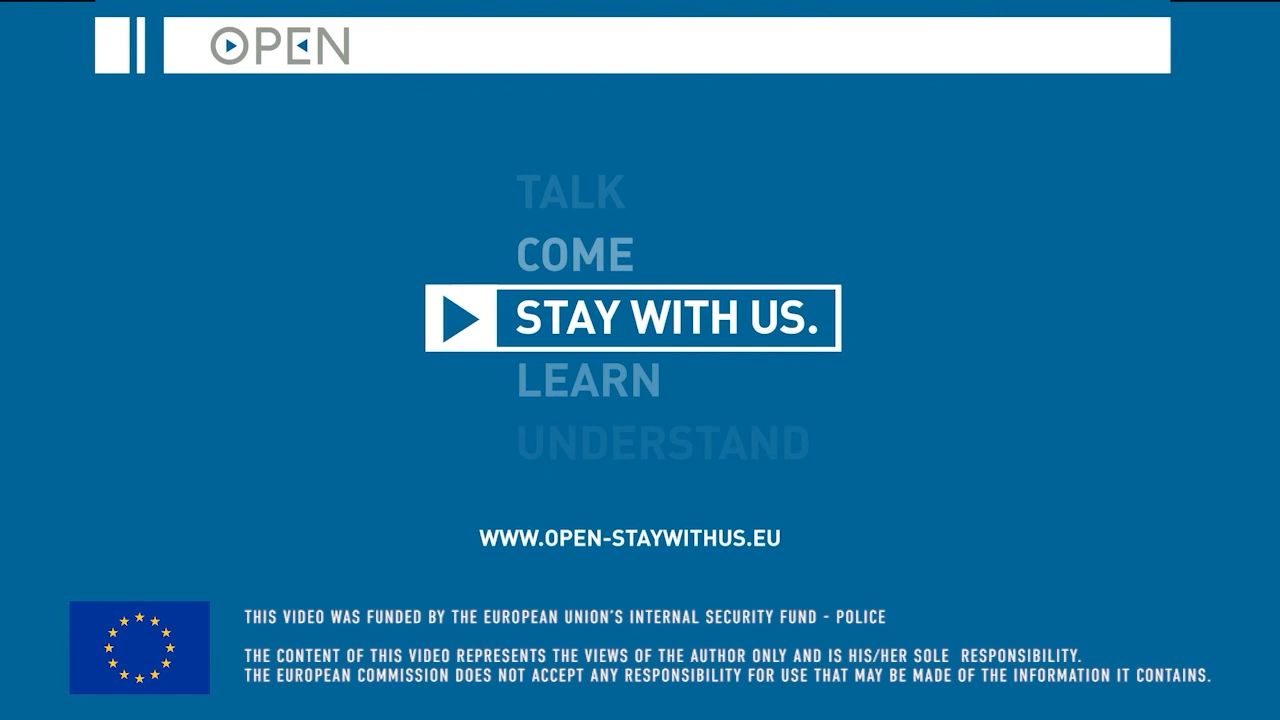 OPEN
TALK
COME
STAY WITH US.
LEARN
UNDERSTAND
WWW.OPEN-STAYWITHUS.EU
THIS VIDEO WAS FUNDED BY THE EUROPEAN UNION'S INTERNAL SECURITY FUND - POLICE
THE CONTENT OF THIS VIDEO REPRESENTS THE VIEWS OF THE AUTHOR ONLY AND IS HIS/HER SOLE RESPONSIBILITY.
THE EUROPEAN COMMISSION DOES NOT ACCEPT ANY RESPONSIBILITY FOR USE THAT MAY BE MADE OF THE INFORMATION IT CONTAINS.